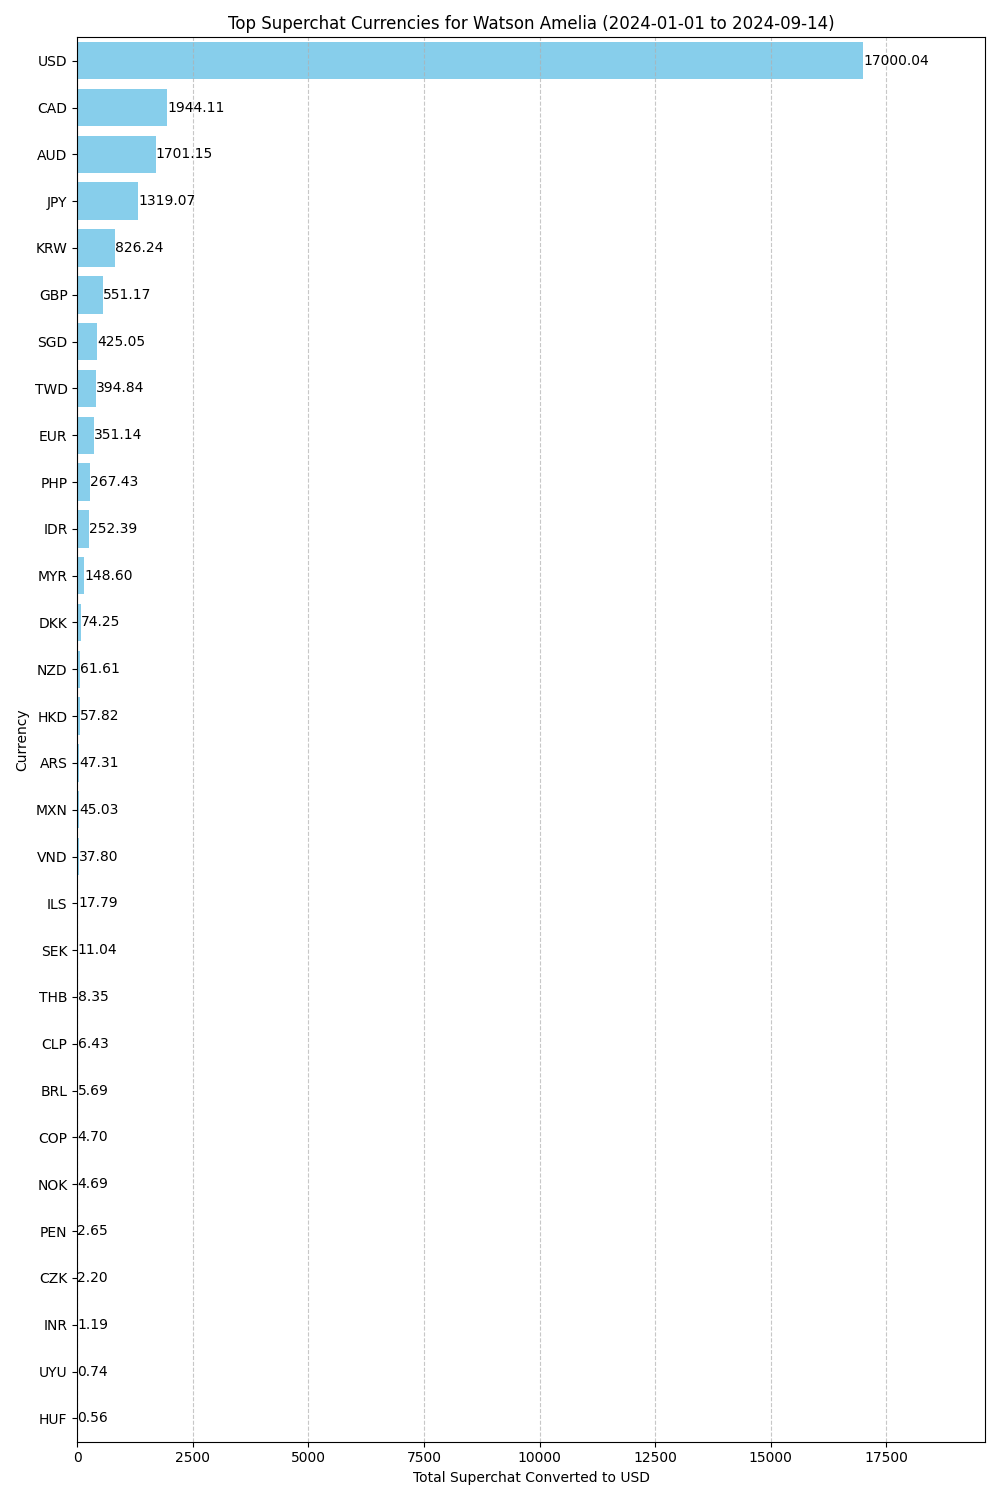 Top Superchat Currencies for Watson Amelia (2024-01-01 to 2024-09-14)
USD 17000.04
CAD 1944.11
AUD 1701.15
JPY 1319.07
KRW 826.24
GBP 551.17
SGD 425.05
TWD 394.84
EUR 351.14
PHP 267.43
IDR 252.39
MYR 148.60
DKK 74.25
NZD 61.61
HKD 57.82
ARS 47.31
MXN 45.03
VND 37.80
ILS 17.79
SEK 11.04
THB 8.35
CLP 6.43
BRL 5.69
COP 4.70
NOK 4.69
PEN 2.65
CZK 2.20
INR 1.19
UYU 0.74
HUF 0.56
Currency
0 2500 5000 7500 10000 12500 15000 17500
Total Superchat Converted to USD